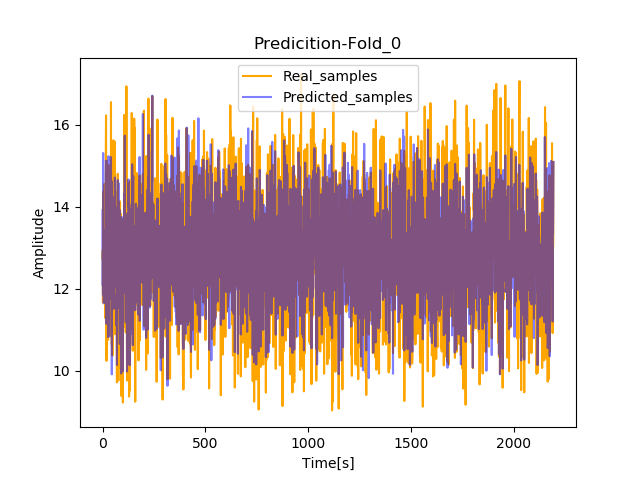 Predicition-Fold_0
Real_samples
Predicted_samples
16
14
12
10
Amplitude
0
500
1000
1500
2000
Time[s]